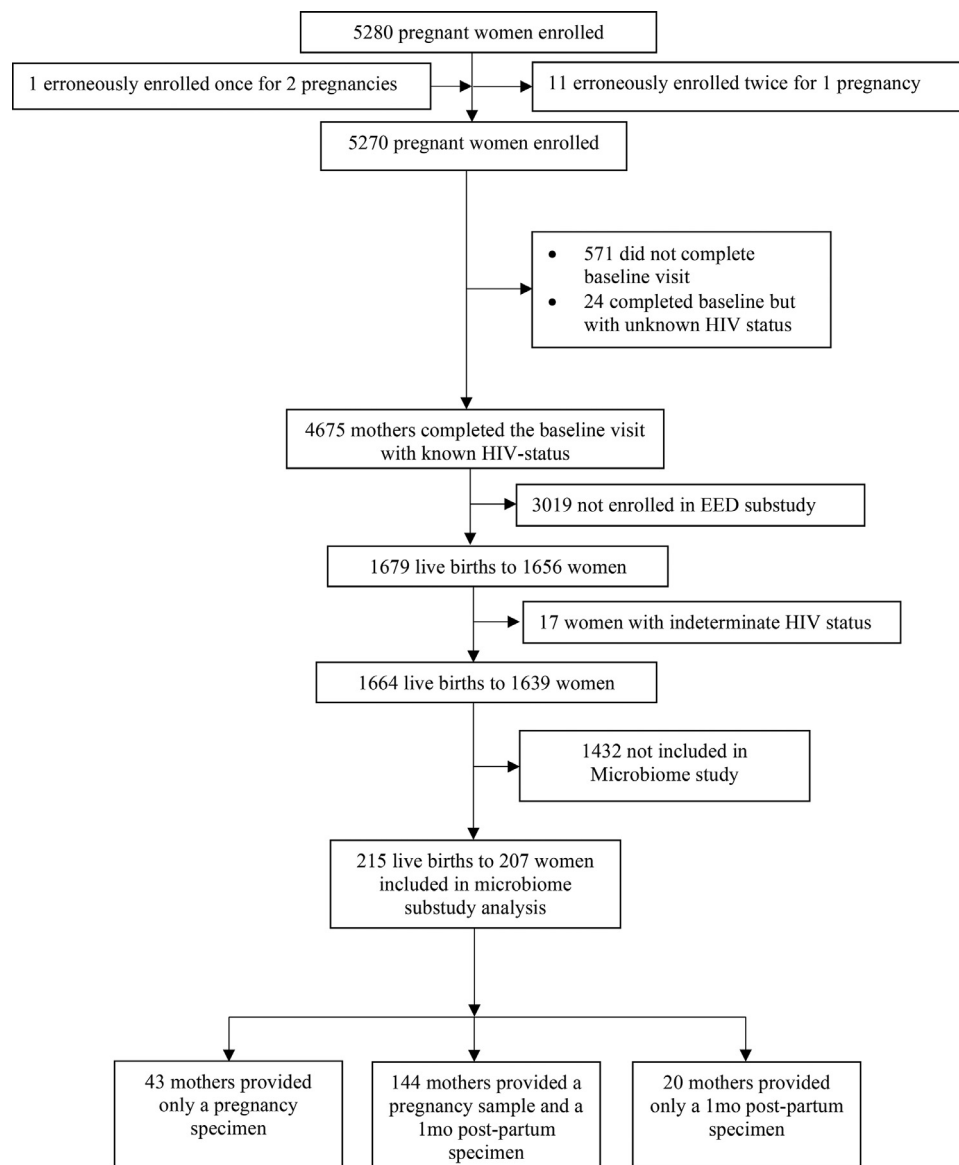 5280 pregnant women enrolled
1 erroneously enrolled once for 2 pregnancies
11 erroneously enrolled twice for 1 pregnancy
5270 pregnant women enrolled
• 571 did not complete
baseline visit
• 24 completed baseline but
with unknown HIV status
4675 mothers completed the baseline visit
with known HIV-status
3019 not enrolled in EED substudy
1679 live births to 1656 women
17 women with indeterminate HIV status
1664 live births to 1639 women
1432 not included in
Microbiome study
215 live births to 207 women
included in microbiome
substudy analysis
43 mothers provided
only a pregnancy
specimen
144 mothers provided a
pregnancy sample and a
1mo post-partum
specimen
20 mothers provided
only a 1mo post-partum
specimen